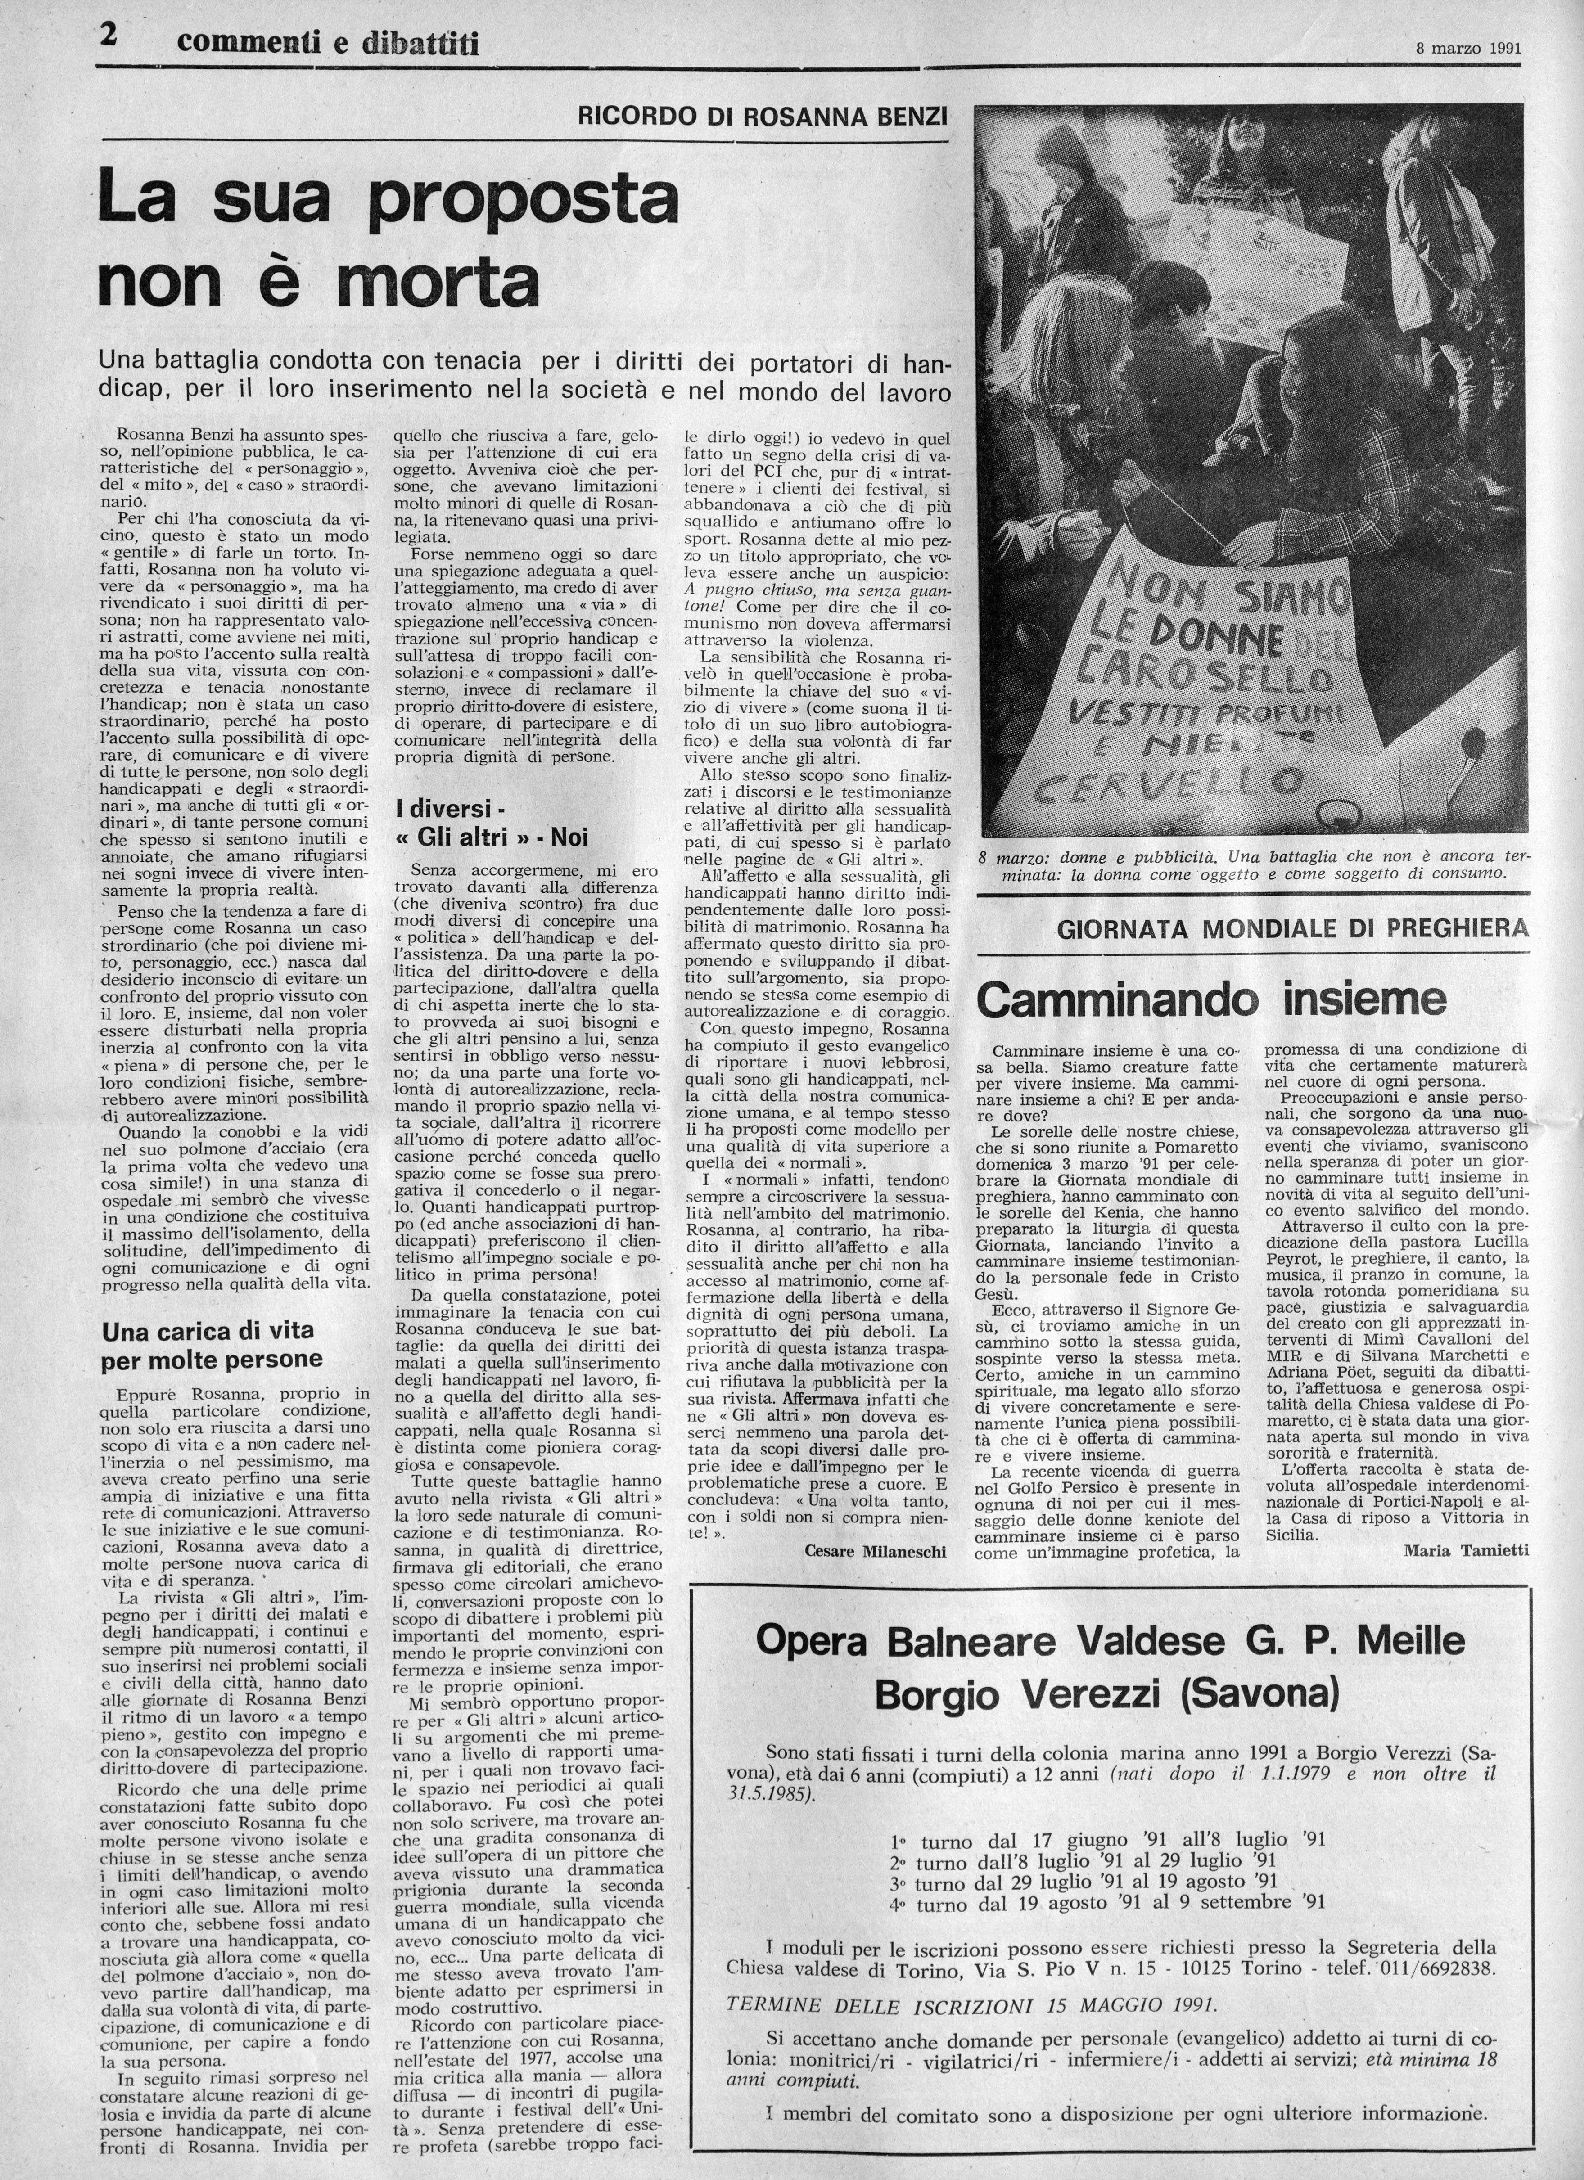 2 commenti e dibattiti
8 marzo 1991
RICORDO DI ROSANNA BENZI
La sua proposta
non è morta
Una battaglia condotta con tenacia per i diritti dei portatori di han-
dicap, per il loro inserimento nella società e nel mondo del lavoro
Rosanna Benzi ha assunto spes-
so, nell'opinione pubblica, le ca-
ratteristiche del « personaggio »,
del « mito », del « caso » straordi-
nario.
Per chi l'ha conosciuta da vi-
cino, questo è stato un modo
« gentile » di farle un torto. In-
fatti, Rosanna non ha voluto vi-
vere da « personaggio », ma ha
rivendicato i suoi diritti di per-
sona; non ha rappresentato valo-
ri astratti, come avviene nei miti,
ma ha posto l'accento sulla realtà
della sua vita, vissuta con con-
cretezza e tenacia nonostante
l'handicap; non è stata un caso
straordinario, perché ha posto
l'accento sulla possibilità di ope-
rare, di comunicare e di vivere
di tutte le persone, non solo degli
handicappati e degli « straordi-
nari », ma anche di tutti gli « or-
dinari », di tante persone comuni
che spesso si sentono inutili e
annoiate, che amano rifugiarsi
nei sogni invece di vivere inten-
samente la propria realtà.
Penso che la tendenza a fare di
persone come Rosanna un caso
strordinario (che poi diviene mi-
to, personaggio, ecc.) nasca dal
desiderio inconscio di evitare un
confronto del proprio vissuto con
il loro. E, insieme, dal non voler
essere disturbati nella propria
inerzia al confronto con la vita
« piena » di persone che, per le
loro condizioni fisiche, sembre-
rebbero avere minori possibilità
di autorealizzazione.
Quando la conobbi e la vidi
nel suo polmone d'acciaio (era
la prima volta che vedevo una
cosa simile!) in una stanza di
ospedale mi sembrò che vivesse
in una condizione che costituiva
il massimo dell'isolamento, della
solitudine, dell'impedimento di
ogni comunicazione e di ogni
progresso nella qualità della vita.
Una carica di vita
per molte persone
Eppure Rosanna, proprio in
quella particolare condizione,
non solo era riuscita a darsi uno
scopo di vita e a non cadere nel-
l'inerzia o nel pessimismo, ma
aveva creato perfino una serie
ampia di iniziative e una fitta
rete di comunicazioni. Attraverso
le sue iniziative e le sue comuni-
cazioni, Rosanna aveva dato a
molte persone nuova carica di
vita e di speranza.
La rivista « Gli altri », l'im-
pegno per i diritti dei malati e
degli handicappati, i continui e
sempre più numerosi contatti, il
suo inserirsi nei problemi sociali
e civili della città, hanno dato
alle giornate di Rosanna Benzi
il ritmo di un lavoro « a tempo
pieno », gestito con impegno e
con la consapevolezza del proprio
diritto-dovere di partecipazione.
Ricordo che una delle prime
constatazioni fatte subito dopo
aver conosciuto Rosanna fu che
molte persone vivono isolate e
chiuse in se stesse anche senza
i limiti dell'handicap, o avendo
in ogni caso limitazioni molto
inferiori alle sue. Allora mi resi
conto che, sebbene fossi andato
a trovare una handicappata, co-
nosciuta già allora come « quella
del polmone d'acciaio », non do-
vevo partire dall'handicap, ma
dalla sua volontà di vita, di parte-
cipazione, di comunicazione e di
comunione, per capire a fondo
la sua persona.
In seguito rimasi sorpreso nel
constatare alcune reazioni di ge-
losia e invidia da parte di alcune
persone handicappate, nei con-
fronti di Rosanna. Invidia per
quello che riusciva a fare, gelo-
sia per l'attenzione di cui era
oggetto. Avveniva cioè che per-
sone, che avevano limitazioni
molto minori di quelle di Rosan-
na, la ritenevano quasi una privi-
legiata.
Forse nemmeno oggi so dare
una spiegazione adeguata a quel-
l'atteggiamento, ma credo di aver
trovato almeno una « via » di
spiegazione nell'eccessiva concen-
trazione sul proprio handicap e
sull'attesa di troppo facili con-
solazioni e « compassioni » dall'e-
sterno, invece di reclamare il
proprio diritto-dovere di esistere,
di operare, di partecipare e di
comunicare nell'integrità della
propria dignità di persone.
I diversi -
« Gli altri » - Noi
Senza accorgermene, mi ero
trovato davanti alla differenza
(che diveniva scontro) fra due
modi diversi di concepire una
« politica » dell'handicap e del-
l'assistenza. Da una parte la po-
litica del diritto-dovere e della
partecipazione, dall'altra quella
di chi aspetta inerte che lo sta-
to provveda ai suoi bisogni e
che gli altri pensino a lui, senza
sentirsi in obbligo verso nessu-
no; da una parte una forte vo-
lontà di autorealizzazione, recla-
mando il proprio spazio nella vi-
ta sociale, dall'altra il ricorrere
all'uomo di potere adatto all'oc-
casione perché conceda quello
spazio come se fosse sua prero-
gativa il concederlo o il negar-
lo. Quanti handicappati purtrop-
po (ed anche associazioni di han-
dicappati) preferiscono il clien-
telismo all'impegno sociale e po-
litico in prima persona!
Da quella constatazione, potei
immaginare la tenacia con cui
Rosanna conduceva le sue bat-
taglie: da quella dei diritti dei
malati a quella sull'inserimento
degli handicappati nel lavoro, fi-
no a quella del diritto alla ses-
sualità e all'affetto degli handi-
cappati, nella quale Rosanna si
è distinta come pioniera corag-
giosa e consapevole.
Tutte queste battaglie hanno
avuto nella rivista « Gli altri »
la loro sede naturale di comuni-
cazione e di testimonianza. Ro-
sanna, in qualità di direttrice,
firmava gli editoriali, che erano
spesso come circolari amichevo-
li, conversazioni proposte con lo
scopo di dibattere i problemi più
importanti del momento, espri-
mendo le proprie convinzioni con
fermezza e insieme senza impor-
re le proprie opinioni.
Mi sembrò opportuno propor-
re per « Gli altri » alcuni artico-
li su argomenti che mi preme-
vano a livello di rapporti uma-
ni, per i quali non trovavo faci-
le spazio nei periodici ai quali
collaboravo. Fu così che potei
non solo scrivere, ma trovare an-
che una gradita consonanza di
idee sull'opera di un pittore che
aveva vissuto una drammatica
prigionia durante la seconda
guerra mondiale, sulla vicenda
umana di un handicappato che
avevo conosciuto molto da vici-
no, ecc... Una parte delicata di
me stesso aveva trovato l'am-
biente adatto per esprimersi in
modo costruttivo.
Ricordo con particolare piace-
re l'attenzione con cui Rosanna,
nell'estate del 1977, accolse una
mia critica alla mania — allora
diffusa — di incontri di pugila-
to durante i festival dell'« Uni-
tà ». Senza pretendere di esse-
re profeta (sarebbe troppo faci-
le dirlo oggi!) io vedevo in quel
fatto un segno della crisi di va-
lori del PCI che, pur di « intrat-
tenere » i clienti dei festival, si
abbandonava a ciò che di più
squallido e antiumano offre lo
sport. Rosanna dette al mio pez-
zo un titolo appropriato, che vo-
leva essere anche un auspicio:
A pugno chiuso, ma senza guan-
tone! Come per dire che il co-
munismo non doveva affermarsi
attraverso la violenza.
La sensibilità che Rosanna ri-
velò in quell'occasione è proba-
bilmente la chiave del suo « vi-
zio di vivere » (come suona il ti-
tolo di un suo libro autobiogra-
fico) e della sua volontà di far
vivere anche gli altri.
Allo stesso scopo sono finaliz-
zati i discorsi e le testimonianze
relative al diritto alla sessualità
e all'affettività per gli handicap-
pati, di cui spesso si è parlato
nelle pagine de « Gli altri ».
All'affetto e alla sessualità, gli
handicappati hanno diritto indi-
pendentemente dalle loro possi-
bilità di matrimonio. Rosanna ha
affermato questo diritto sia pro-
ponendo e sviluppando il dibat-
tito sull'argomento, sia propo-
nendo se stessa come esempio di
autorealizzazione e di coraggio.
Con questo impegno, Rosanna
ha compiuto il gesto evangelico
di riportare i nuovi lebbrosi,
quali sono gli handicappati, nel-
la città della nostra comunica-
zione umana, e al tempo stesso
li ha proposti come modello per
una qualità di vita superiore a
quella dei « normali ».
I « normali » infatti, tendono
sempre a circoscrivere la sessua-
lità nell'ambito del matrimonio.
Rosanna, al contrario, ha riba-
dito il diritto all'affetto e alla
sessualità anche per chi non ha
accesso al matrimonio, come af-
fermazione della libertà e della
dignità di ogni persona umana,
soprattutto dei più deboli. La
priorità di questa istanza traspa-
riva anche dalla motivazione con
cui rifiutava la pubblicità per la
sua rivista. Affermava infatti che
ne « Gli altri » non doveva es-
serci nemmeno una parola det-
tata da scopi diversi dalle pro-
prie idee e dall'impegno per le
problematiche prese a cuore. E
concludeva: « Una volta tanto,
con i soldi non si compra nien-
te! ».
Cesare Milaneschi
NON SIAMO
LE DONNE
CAROSELLO
VESTITI PROFUMI
E NIENTE
CERVELLO
8 marzo: donne e pubblicità. Una battaglia che non è ancora ter-
minata: la donna come oggetto e come soggetto di consumo.
GIORNATA MONDIALE DI PREGHIERA
Camminando insieme
Camminare insieme è una co-
sa bella. Siamo creature fatte
per vivere insieme. Ma cammi-
nare insieme a chi? E per anda-
re dove?
Le sorelle delle nostre chiese,
che si sono riunite a Pomaretto
domenica 3 marzo '91 per cele-
brare la Giornata mondiale di
preghiera, hanno camminato con
le sorelle del Kenia, che hanno
preparato la liturgia di questa
Giornata, lanciando l'invito a
camminare insieme testimonian-
do la personale fede in Cristo
Gesù.
Ecco, attraverso il Signore Ge-
sù, ci troviamo amiche in un
cammino sotto la stessa guida,
sospinte verso la stessa meta.
Certo, amiche in un cammino
spirituale, ma legato allo sforzo
di vivere concretamente e sere-
namente l'unica piena possibili-
tà che ci è offerta di cammina-
re e vivere insieme.
La recente vicenda di guerra
nel Golfo Persico è presente in
ognuna di noi per cui il mes-
saggio delle donne keniote del
camminare insieme ci è parso
come un'immagine profetica, la
promessa di una condizione di
vita che certamente maturerà
nel cuore di ogni persona.
Preoccupazioni e ansie perso-
nali, che sorgono da una nuo-
va consapevolezza attraverso gli
eventi che viviamo, svaniscono
nella speranza di poter un gior-
no camminare tutti insieme in
novità di vita al seguito dell'uni-
co evento salvifico del mondo.
Attraverso il culto con la pre-
dicazione della pastora Lucilla
Peyrot, le preghiere, il canto, la
musica, il pranzo in comune, la
tavola rotonda pomeridiana su
pace, giustizia e salvaguardia
del creato con gli apprezzati in-
terventi di Mimì Cavalloni del
MIR e di Silvana Marchetti e
Adriana Pöet, seguiti da dibatti-
to, l'affettuosa e generosa ospi-
talità della Chiesa valdese di Po-
maretto, ci è stata data una gior-
nata aperta sul mondo in viva
sororità e fraternità.
L'offerta raccolta è stata de-
voluta all'ospedale interdenomi-
nazionale di Portici-Napoli e al-
la Casa di riposo a Vittoria in
Sicilia.
Maria Tamietti
Opera Balneare Valdese G. P. Meille
Borgio Verezzi (Savona)
Sono stati fissati i turni della colonia marina anno 1991 a Borgio Verezzi (Sa-
vona), età dai 6 anni (compiuti) a 12 anni (nati dopo il 1.1.1979 e non oltre il
31.5.1985).
1° turno dal 17 giugno '91 all'8 luglio '91
2° turno dall'8 luglio '91 al 29 luglio '91
3° turno dal 29 luglio '91 al 19 agosto '91
4° turno dal 19 agosto '91 al 9 settembre '91
I moduli per le iscrizioni possono essere richiesti presso la Segreteria della
Chiesa valdese di Torino, Via S. Pio V n. 15 - 10125 Torino - telef. 011/6692838.
TERMINE DELLE ISCRIZIONI 15 MAGGIO 1991.
Si accettano anche domande per personale (evangelico) addetto ai turni di co-
lonia: monitrici/ri - vigilatrici/ri - infermiere/i - addetti ai servizi; età minima 18
anni compiuti.
I membri del comitato sono a disposizione per ogni ulteriore informazione.